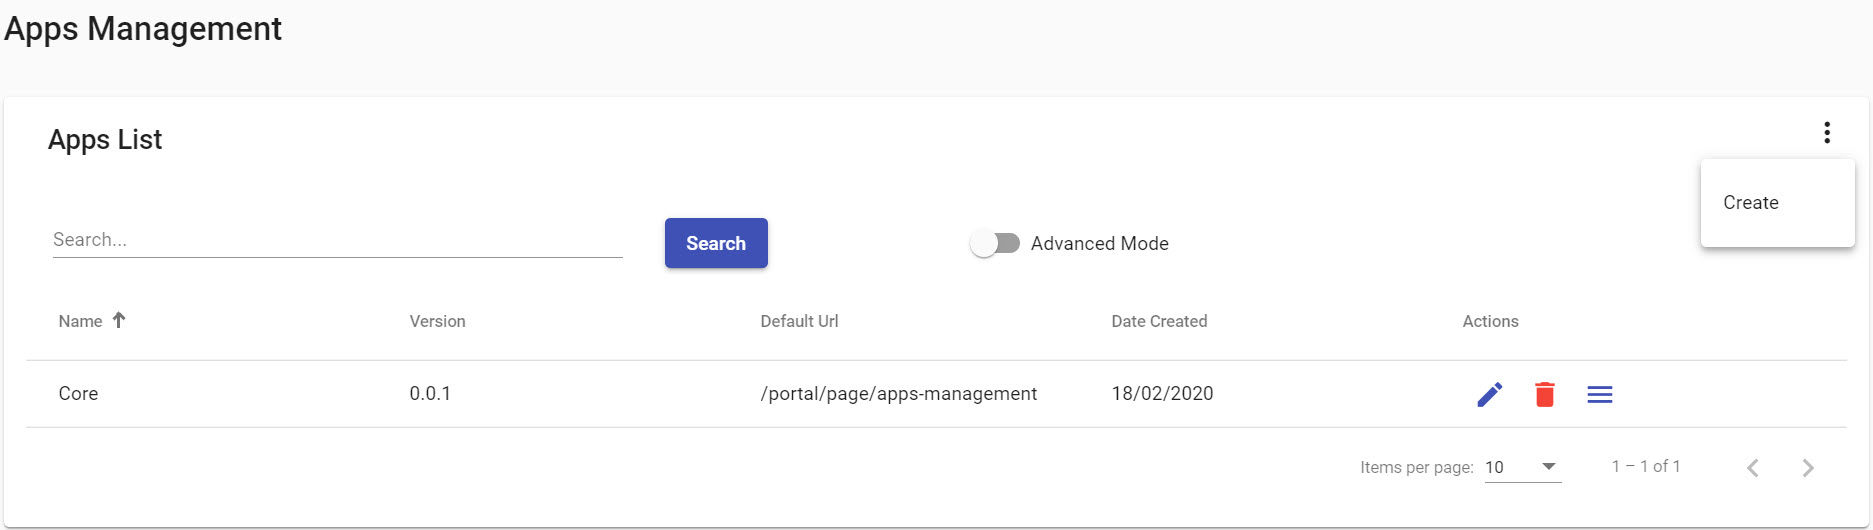 Apps Management
Apps List
Create
Search...
Search
Advanced Mode
Name Version Default Url Date Created Actions
Core 0.0.1 /portal/page/apps-management 18/02/2020
Items per page: 10 1 – 1 of 1